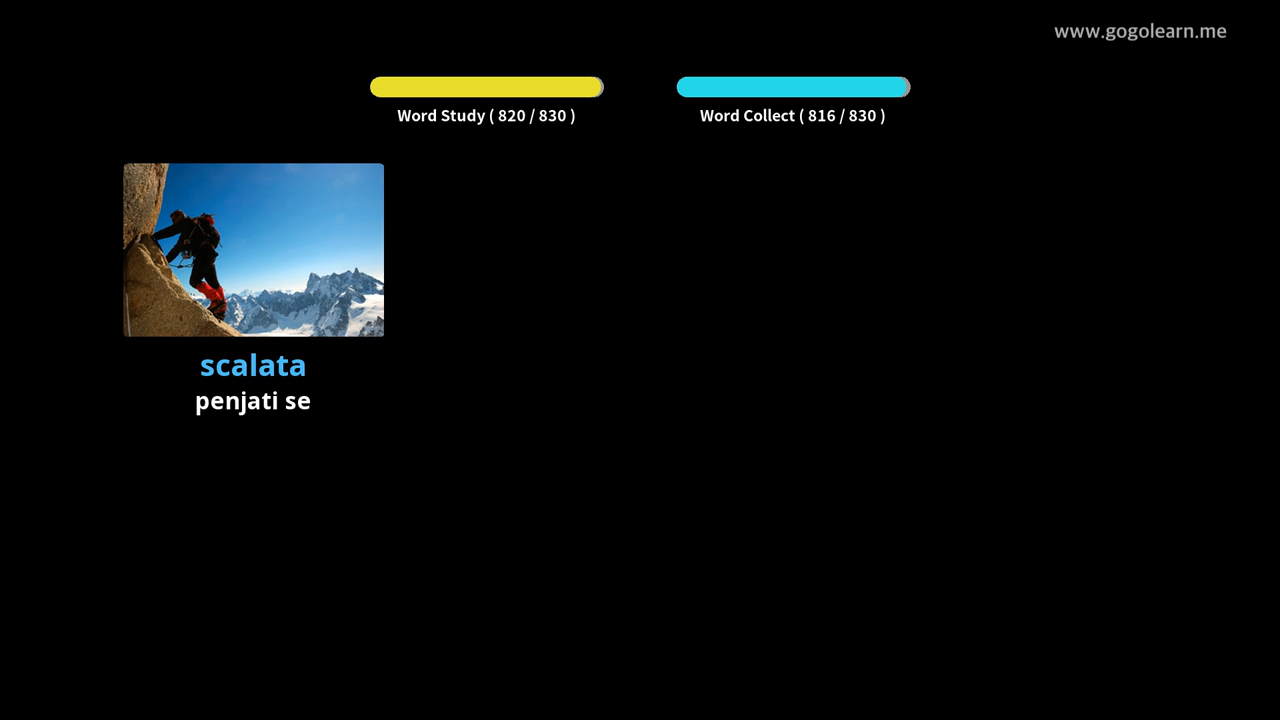 www.gogolearn.me
Word Study ( 820 / 830 )
Word Collect ( 816 / 830 )
scalata
penjati se